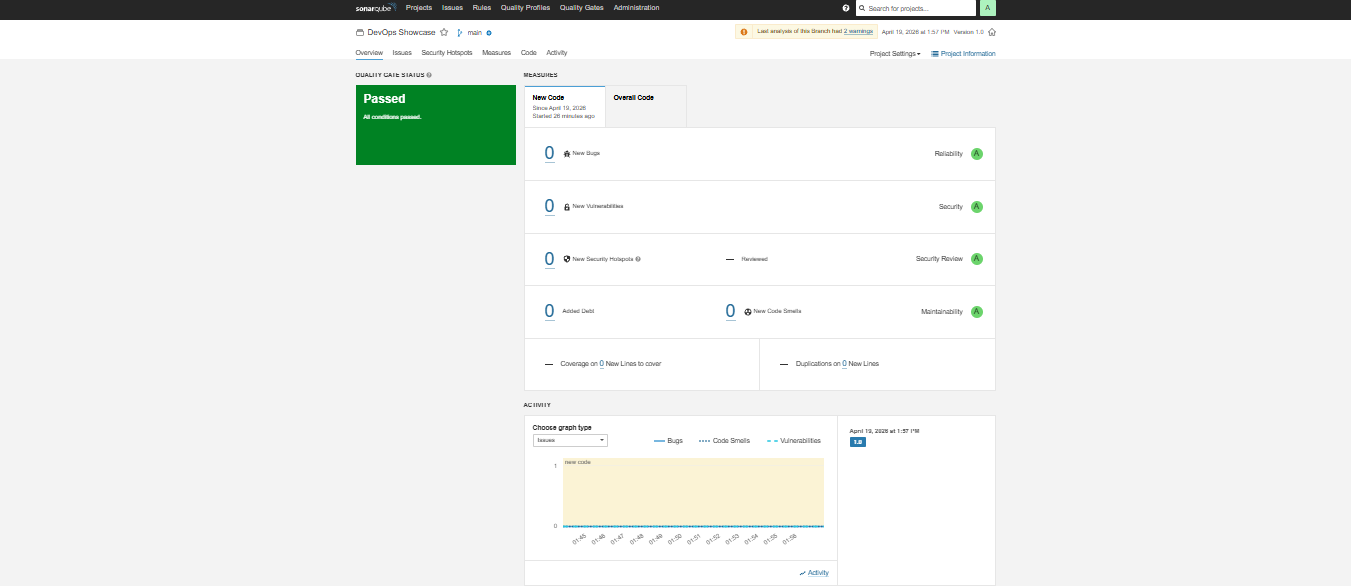 sonarqube Projects Issues Rules Quality Profiles Quality Gates Administration ? Search for projects... A
DevOps Showcase main Last analysis of this Branch had 2 warnings April 19, 2026 at 1:57 PM Version 1.0
Overview Issues Security Hotspots Measures Code Activity Project Settings Project Information
QUALITY GATE STATUS ?
Passed
All conditions passed.
MEASURES
New Code
Since April 19, 2026
Started 26 minutes ago
Overall Code
0 New Bugs Reliability A
0 New Vulnerabilities Security A
0 New Security Hotspots ? — Reviewed Security Review A
0 Added Debt 0 New Code Smells Maintainability A
— Coverage on 0 New Lines to cover — Duplications on 0 New Lines
ACTIVITY
Choose graph type
Issues Bugs Code Smells Vulnerabilities
April 19, 2026 at 1:57 PM
1.0
new code
1
0
01:45 01:46 01:47 01:48 01:49 01:50 01:51 01:52 01:53 01:54 01:55 01:56
Activity